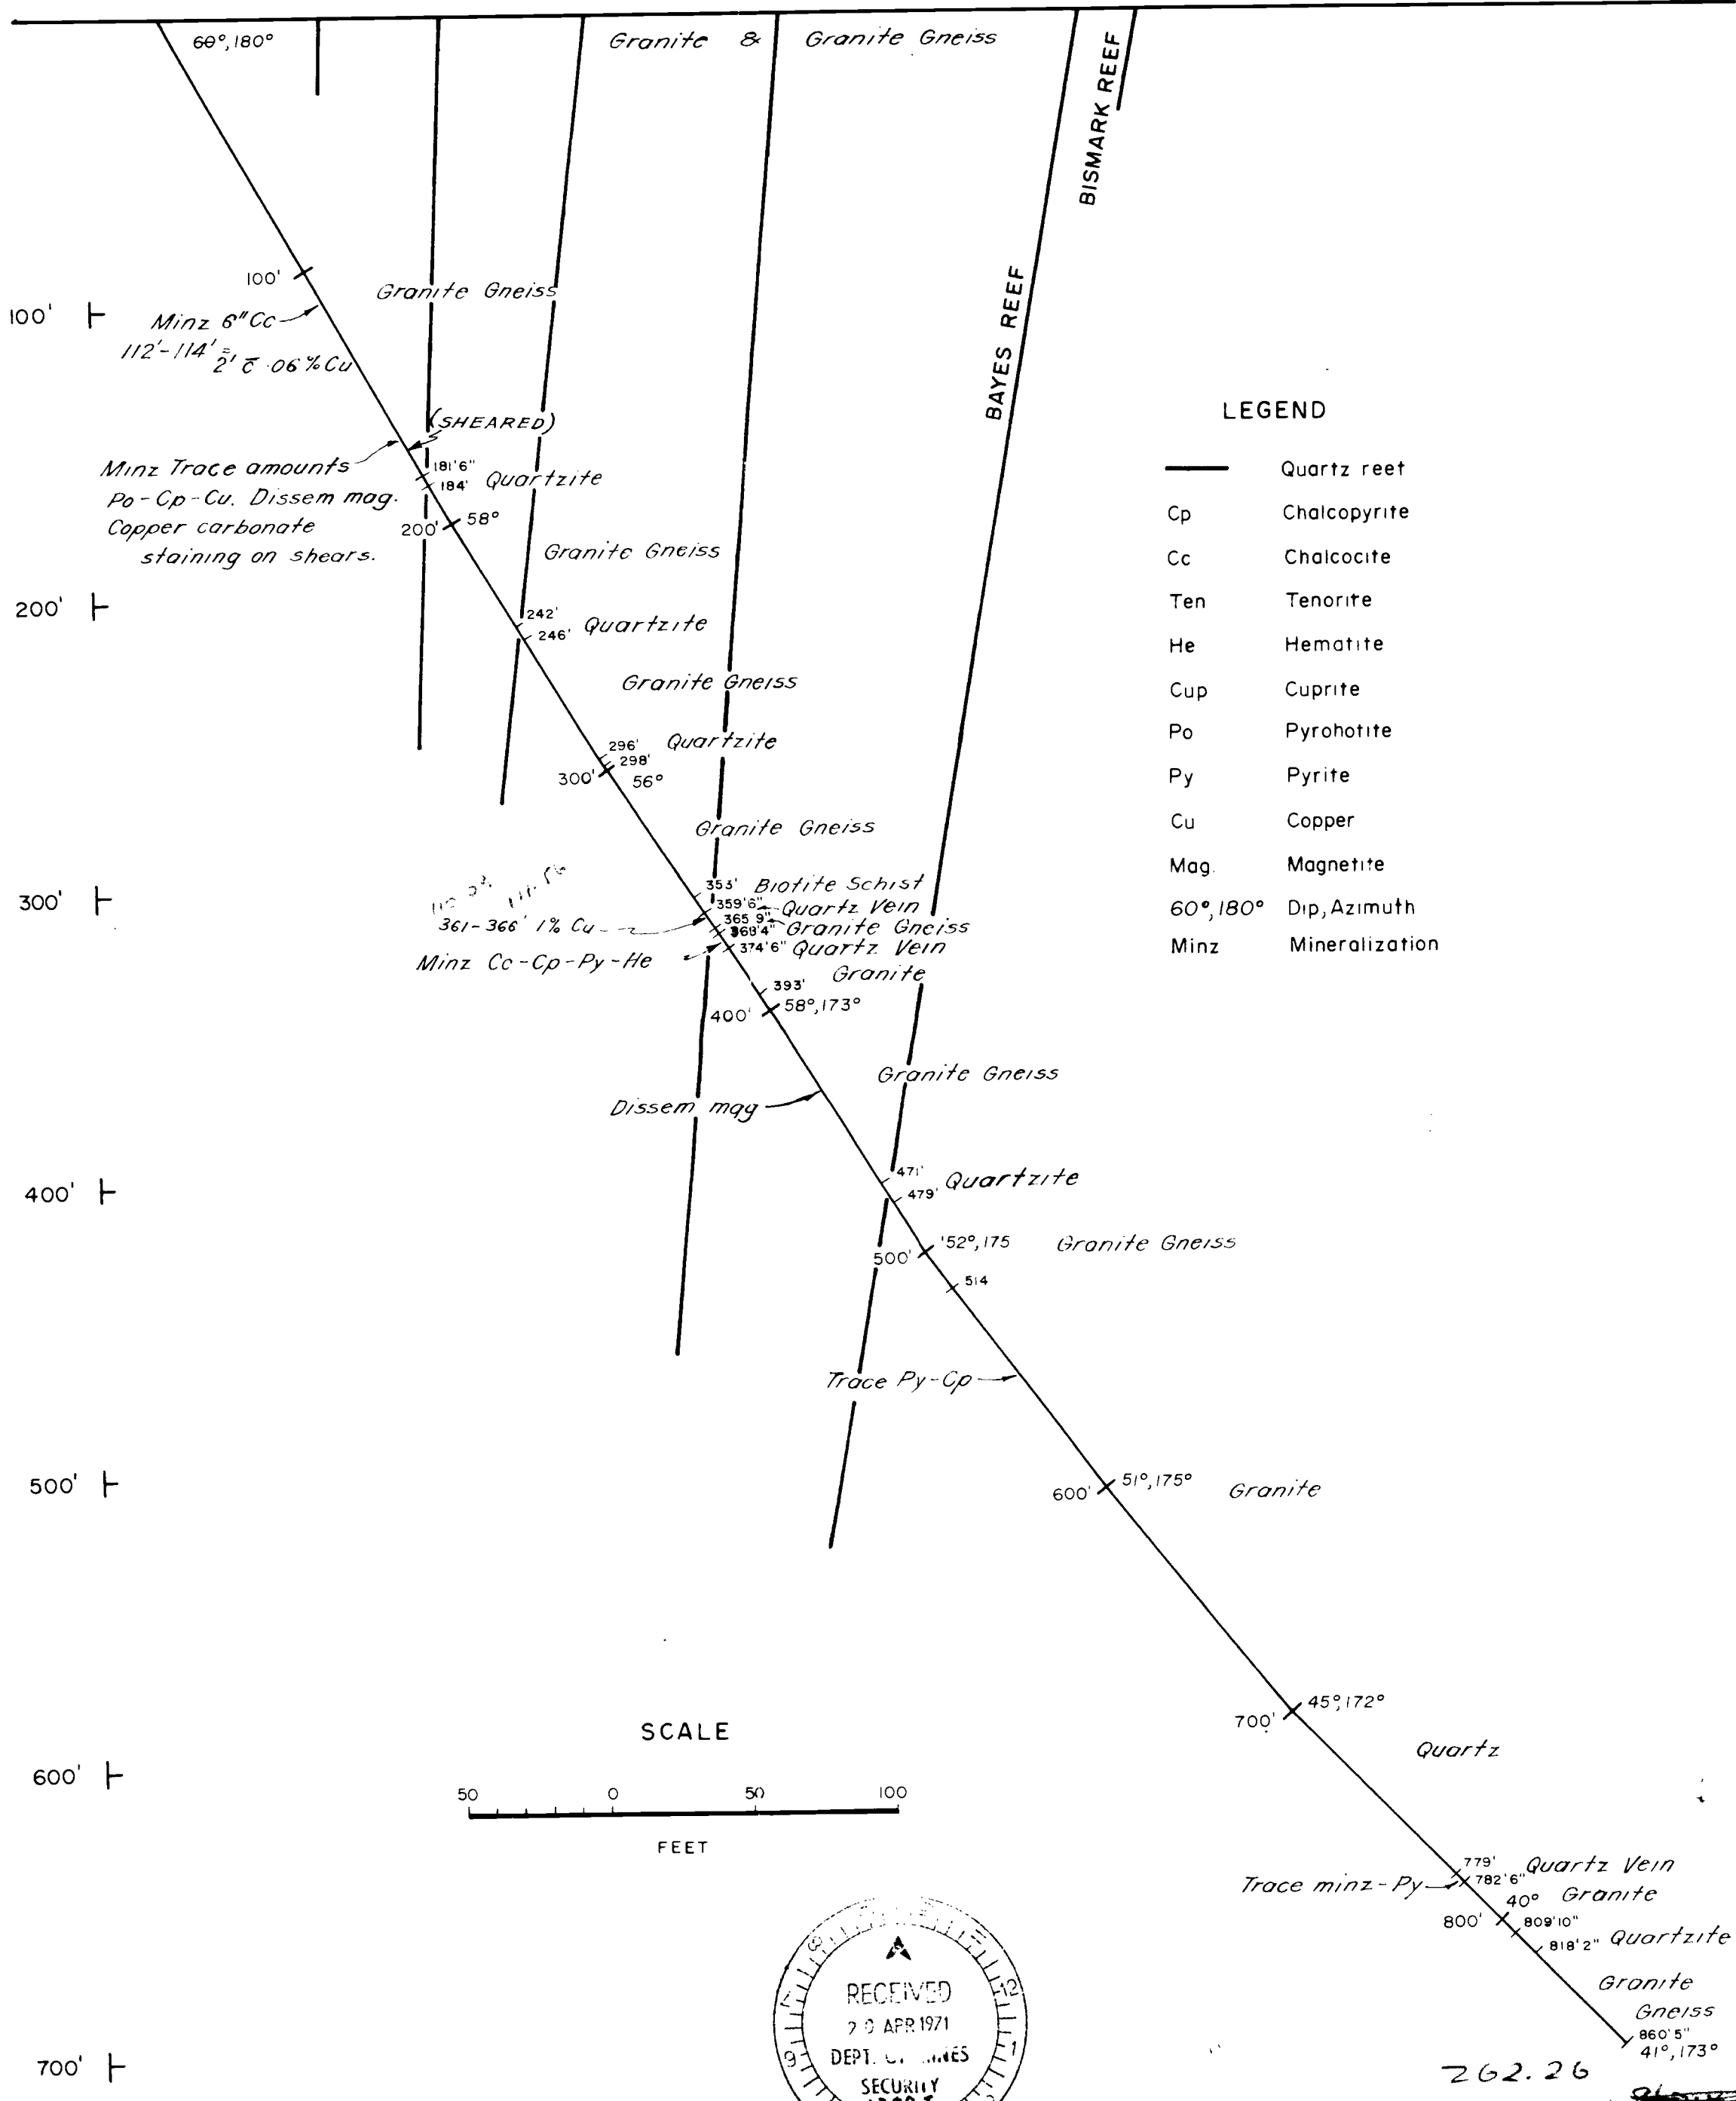 60°,180°
Granite & Granite Gneiss
BISMARK REEF
BAYES REEF
100'
100'
Granite Gneiss
Minz 6" Cc
112'-114' = 2' c̄ .06 % Cu
(SHEARED)
Minz Trace amounts
Po-Cp-Cu. Dissem mag.
Copper carbonate
staining on shears.
181'6"
184' Quartzite
200' 58°
Granite Gneiss
200'
242'
246' Quartzite
Granite Gneiss
296' Quartzite
298'
300' 56°
Granite Gneiss
300'
353' Biotite Schist
359'6" Quartz Vein
361-366' 1% Cu
365 9" Granite Gneiss
368'4"
374'6" Quartz Vein
Minz Cc-Cp-Py-He
Granite
393'
400' 58°,173°
Granite Gneiss
Dissem mag
400'
471' Quartzite
479'
500' 52°,175 Granite Gneiss
514
Trace Py-Cp
500'
600' 51°,175° Granite
700' 45°,172°
Quartz
600'
779' Quartz Vein
Trace minz-Py 782'6"
40° Granite
800' 809'10"
818'2" Quartzite
Granite
Gneiss
860'5"
41°,173°
700'
LEGEND
Quartz reet
Cp Chalcopyrite
Cc Chalcocite
Ten Tenorite
He Hematite
Cup Cuprite
Po Pyrohotite
Py Pyrite
Cu Copper
Mag. Magnetite
60°,180° Dip, Azimuth
Minz Mineralization
SCALE
50 0 50 100
FEET
RECEIVED
20 APR 1971
DEPT. OF MINES
SECURITY
262.26